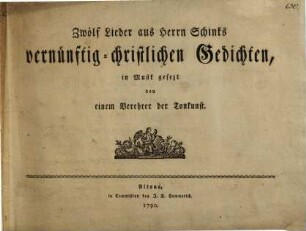 Zwölf Lieder aus Herrn Schinks
vernünftig-christlichen Gedichten,
in Musik gesezt
von
einem Verehrer der Tonkunst.
Altona,
in Commißion bey J. F. Hammerich.
1790.